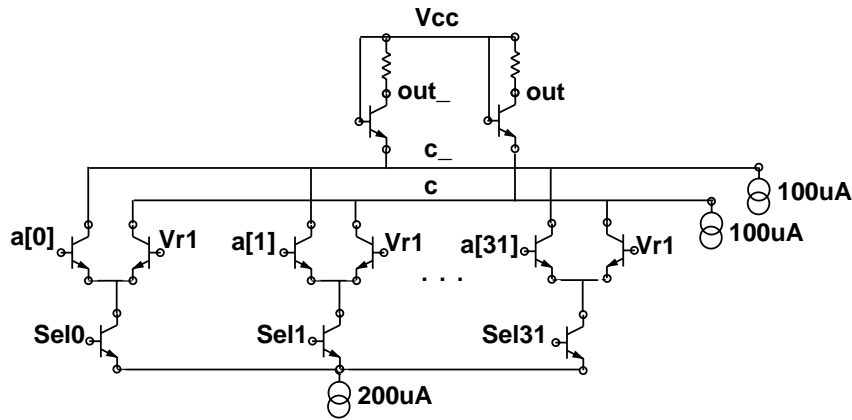 Vcc
out_ out
c_
c
100uA
100uA
a[0] Vr1 a[1] Vr1 a[31] Vr1
. . .
Sel0 Sel1 Sel31
200uA